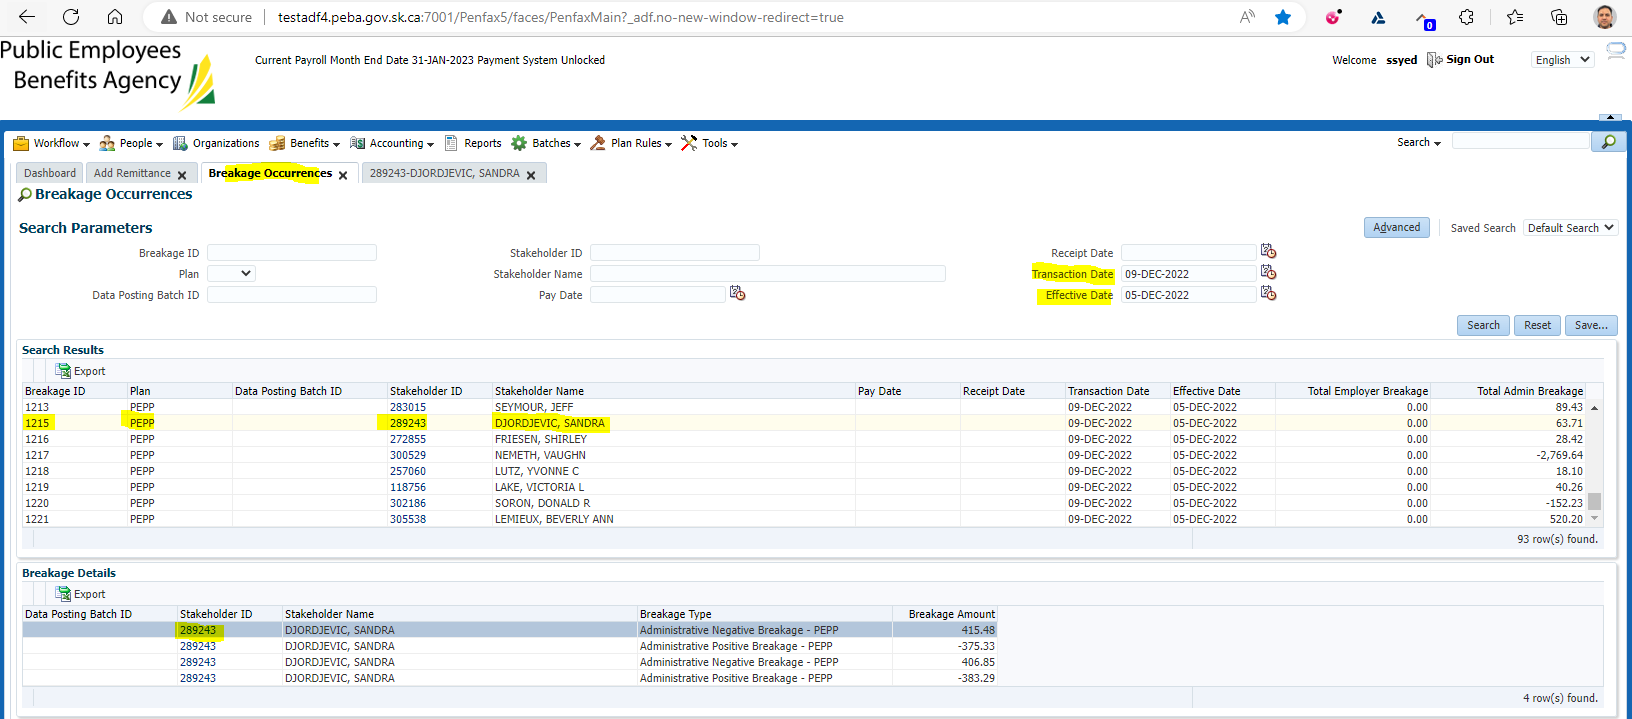 Not secure testadf4.peba.gov.sk.ca:7001/Penfax5/faces/PenfaxMain?_adf.no-new-window-redirect=true
0
Public Employees
Benefits Agency
Current Payroll Month End Date 31-JAN-2023 Payment System Unlocked
Welcome ssyed Sign Out English
Workflow People Organizations Benefits Accounting Reports Batches Plan Rules Tools Search
Dashboard Add Remittance Breakage Occurrences 289243-DJORDJEVIC, SANDRA
Breakage Occurrences
Search Parameters Advanced Saved Search Default Search
Breakage ID Stakeholder ID Receipt Date
Plan Stakeholder Name Transaction Date 09-DEC-2022
Data Posting Batch ID Pay Date Effective Date 05-DEC-2022
Search Reset Save...
Search Results
Export
Breakage ID Plan Data Posting Batch ID Stakeholder ID Stakeholder Name Pay Date Receipt Date Transaction Date Effective Date Total Employer Breakage Total Admin Breakage
1213 PEPP 283015 SEYMOUR, JEFF 09-DEC-2022 05-DEC-2022 0.00 89.43
1215 PEPP 289243 DJORDJEVIC, SANDRA 09-DEC-2022 05-DEC-2022 0.00 63.71
1216 PEPP 272855 FRIESEN, SHIRLEY 09-DEC-2022 05-DEC-2022 0.00 28.42
1217 PEPP 300529 NEMETH, VAUGHN 09-DEC-2022 05-DEC-2022 0.00 -2,769.64
1218 PEPP 257060 LUTZ, YVONNE C 09-DEC-2022 05-DEC-2022 0.00 18.10
1219 PEPP 118756 LAKE, VICTORIA L 09-DEC-2022 05-DEC-2022 0.00 40.26
1220 PEPP 302186 SORON, DONALD R 09-DEC-2022 05-DEC-2022 0.00 -152.23
1221 PEPP 305538 LEMIEUX, BEVERLY ANN 09-DEC-2022 05-DEC-2022 0.00 520.20
93 row(s) found.
Breakage Details
Export
Data Posting Batch ID Stakeholder ID Stakeholder Name Breakage Type Breakage Amount
289243 DJORDJEVIC, SANDRA Administrative Negative Breakage - PEPP 415.48
289243 DJORDJEVIC, SANDRA Administrative Positive Breakage - PEPP -375.33
289243 DJORDJEVIC, SANDRA Administrative Negative Breakage - PEPP 406.85
289243 DJORDJEVIC, SANDRA Administrative Positive Breakage - PEPP -383.29
4 row(s) found.